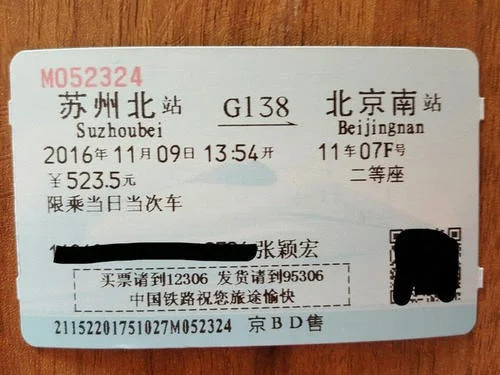 M052324
苏州北站 G138 北京南站
Suzhoubei Beijingnan
2016年11月09日13:54开 11车07F号
￥523.5元 二等座
限乘当日当次车
张颖宏
买票请到12306 发货请到95306
中国铁路祝您旅途愉快
21152201751027M052324 京BD售